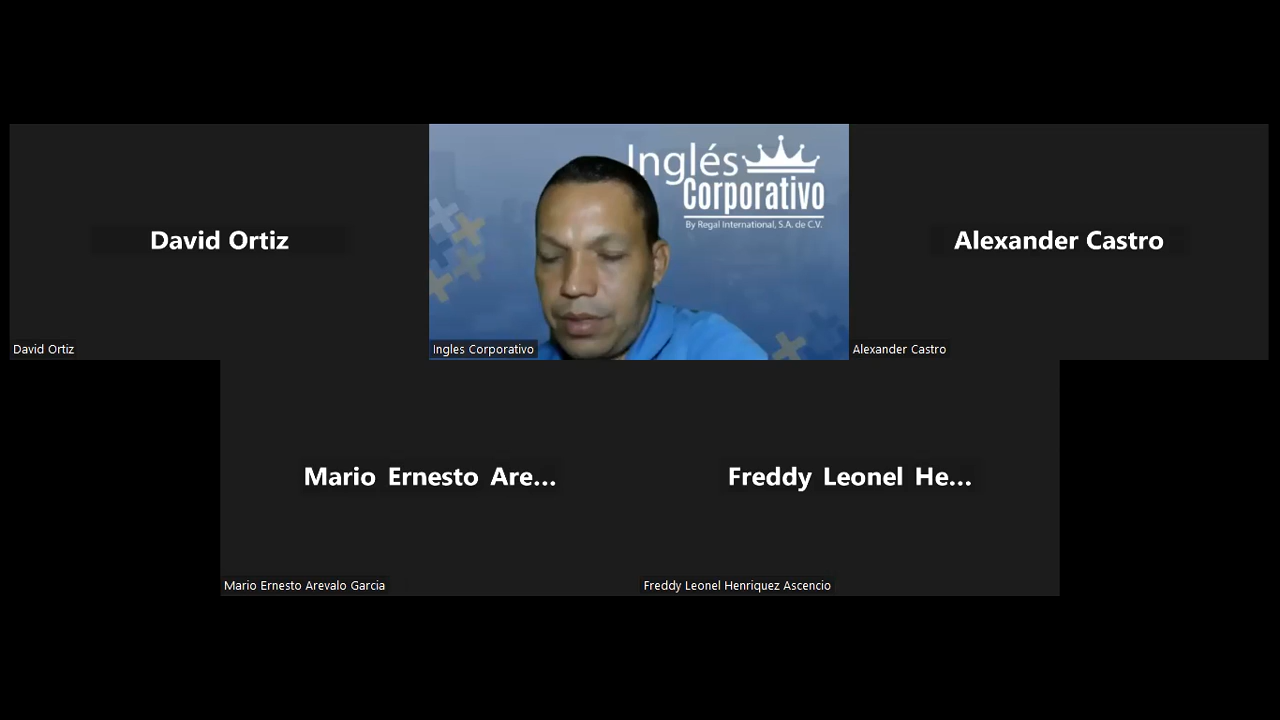 David Ortiz
David Ortiz
Inglés
Corporativo
By Regal International, S.A. de C.V.
Ingles Corporativo
Alexander Castro
Alexander Castro
Mario Ernesto Are...
Mario Ernesto Arevalo Garcia
Freddy Leonel He...
Freddy Leonel Henriquez Ascencio